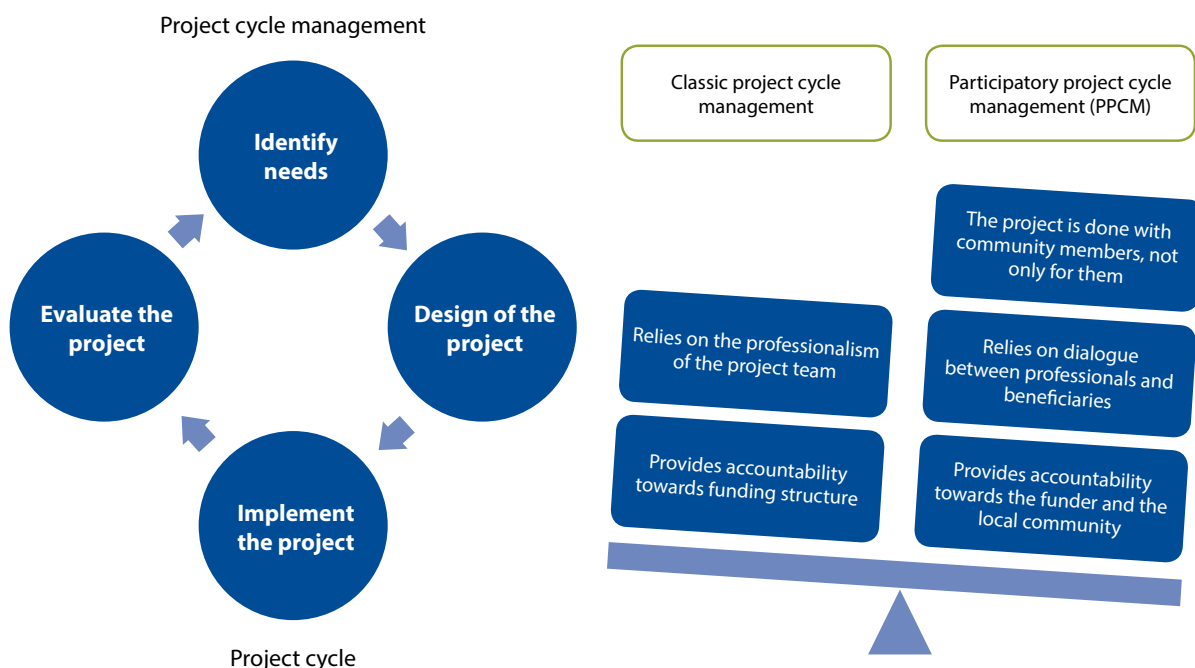 Project cycle management
Identify
needs
Design of the
project
Implement
the project
Evaluate the
project
Project cycle
Classic project cycle
management
Relies on the professionalism
of the project team
Provides accountability
towards funding structure
Participatory project cycle
management (PPCM)
The project is done with
community members, not
only for them
Relies on dialogue
between professionals and
beneficiaries
Provides accountability
towards the funder and the
local community